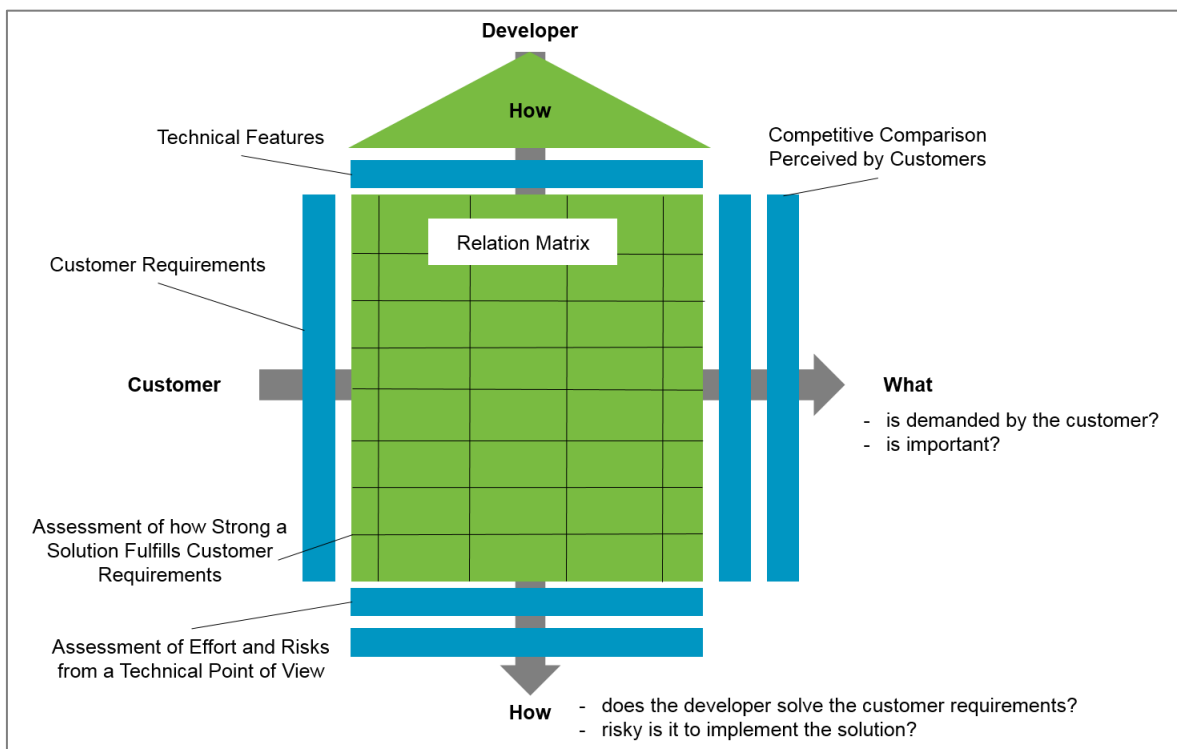 Developer
How
Technical Features
Competitive Comparison
Perceived by Customers
Relation Matrix
Customer Requirements
Customer
What
- is demanded by the customer?
- is important?
Assessment of how Strong a
Solution Fulfills Customer
Requirements
Assessment of Effort and Risks
from a Technical Point of View
How
- does the developer solve the customer requirements?
- risky is it to implement the solution?